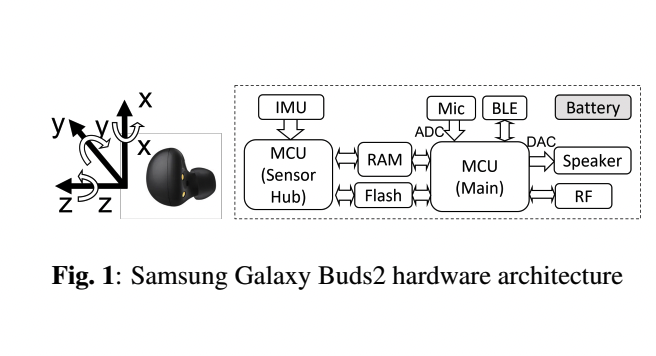 x
y
y
x
z
z
IMU
Mic
BLE
Battery
ADC
DAC
MCU
(Sensor
Hub)
RAM
Flash
MCU
(Main)
Speaker
RF
Fig. 1: Samsung Galaxy Buds2 hardware architecture